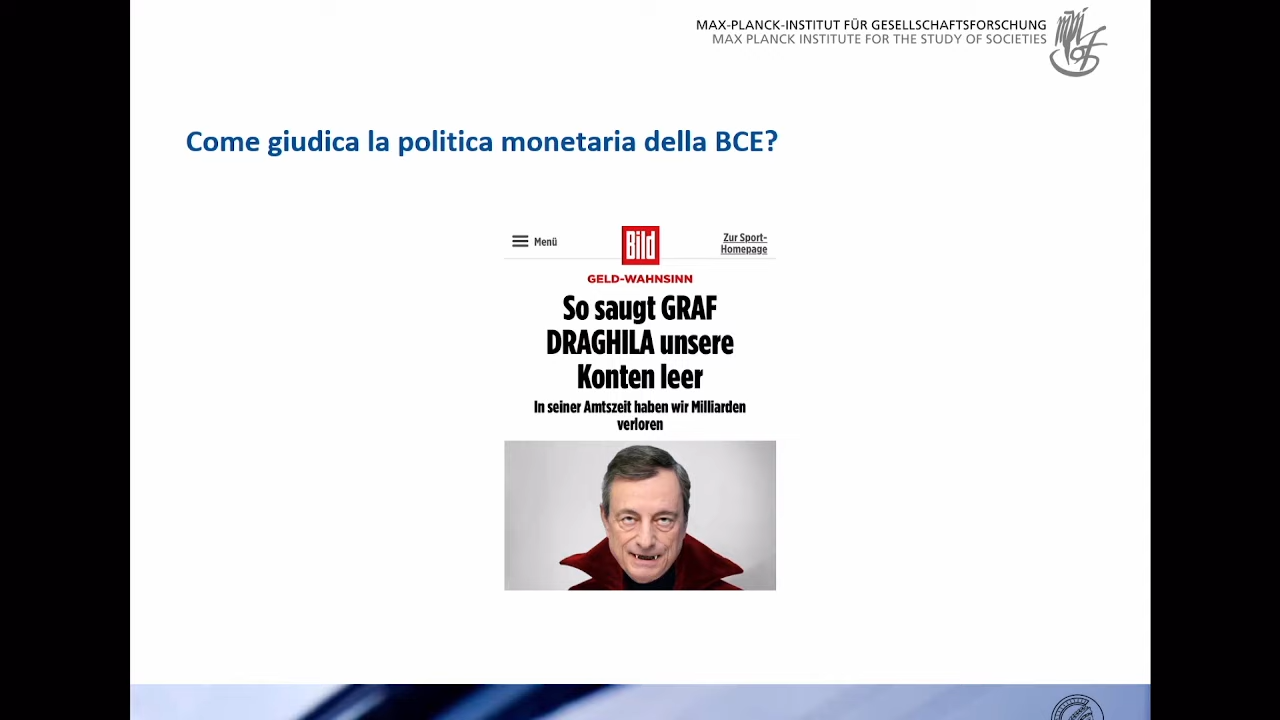 MAX-PLANCK-INSTITUT FÜR GESELLSCHAFTSFORSCHUNG
MAX PLANCK INSTITUTE FOR THE STUDY OF SOCIETIES
Come giudica la politica monetaria della BCE?
Menü
Bild
Zur Sport-
Homepage
GELD-WAHNSINN
So saugt GRAF
DRAGHILA unsere
Konten leer
In seiner Amtszeit haben wir Milliarden
verloren